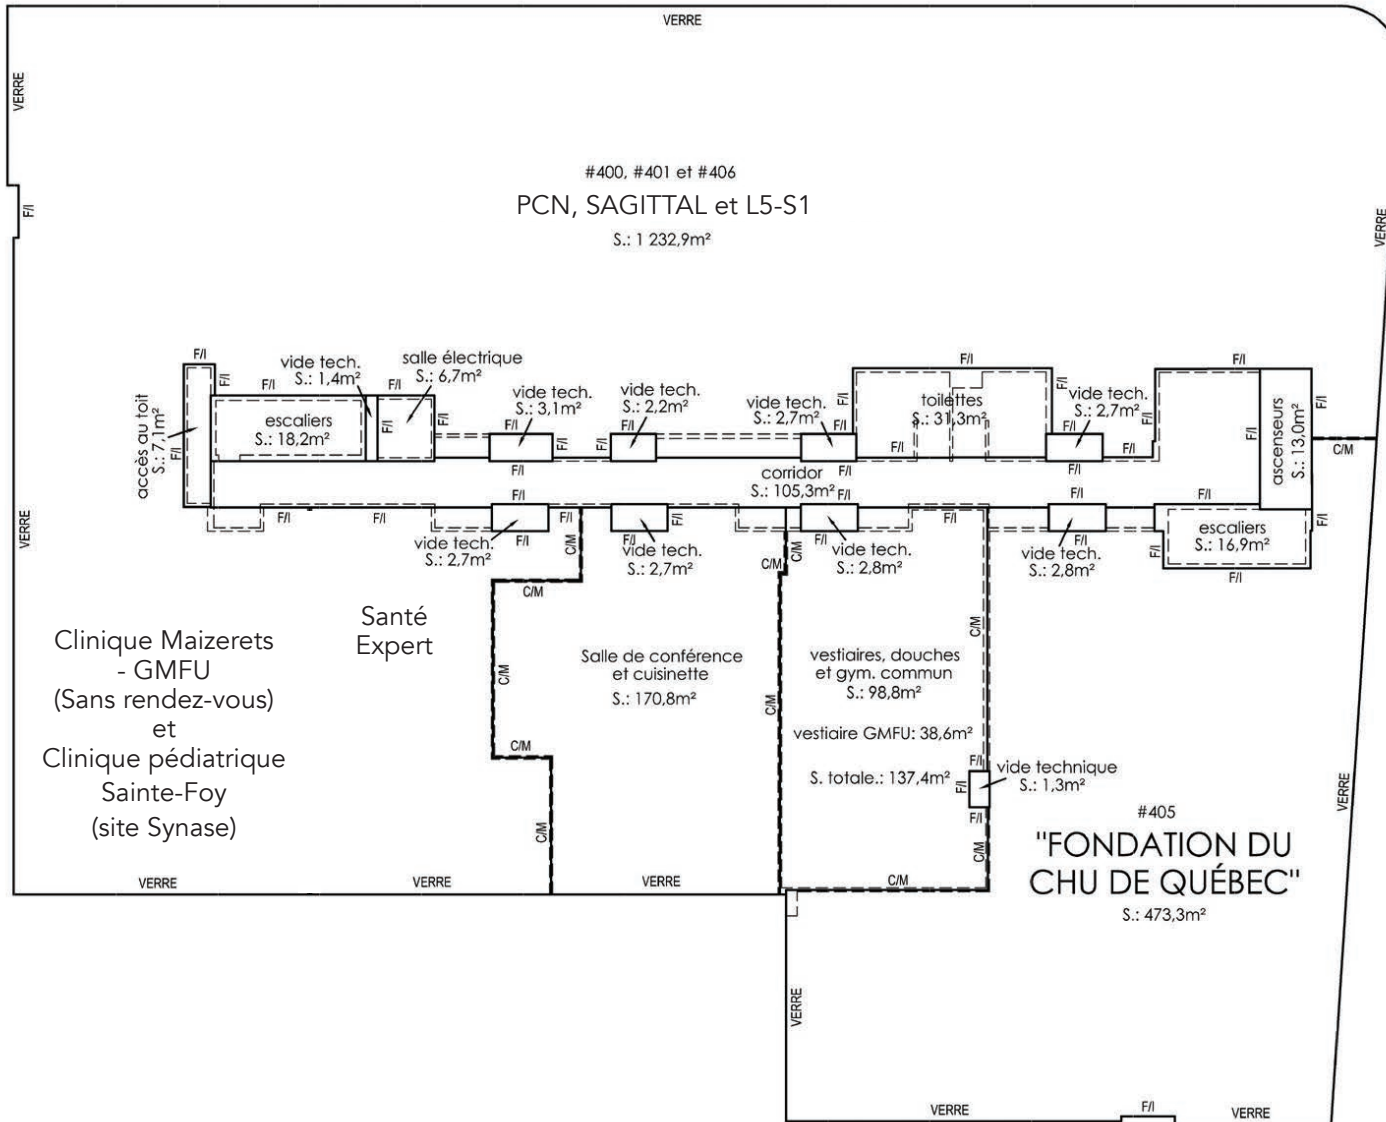 VERRE
VERRE
F/I
#400, #401 et #406
PCN, SAGITTAL et L5-S1
S.: 1 232,9m²
VERRE
F/I
F/I
accès au toit
S.: 7,1m²
F/I
F/I
escaliers
S.: 18,2m²
F/I
vide tech.
S.: 1,4m²
F/I
salle électrique
S.: 6,7m²
F/I
F/I
vide tech.
S.: 3,1m²
F/I
F/I
F/I
vide tech.
S.: 2,2m²
F/I
vide tech.
S.: 2,7m²
F/I
F/I
F/I
F/I
toilettes
S.: 31,3m²
F/I
vide tech.
S.: 2,7m²
F/I
F/I
F/I
F/I
F/I
F/I
ascenseurs
S.: 13,0m²
C/M
corridor
S.: 105,3m²
F/I
VERRE
F/I
F/I
F/I
F/I
F/I
vide tech.
S.: 2,7m²
C/M
C/M
F/I
F/I
vide tech.
S.: 2,7m²
C/M
C/M
F/I
vide tech.
S.: 2,8m²
F/I
F/I
vide tech.
S.: 2,8m²
F/I
F/I
escaliers
S.: 16,9m²
F/I
F/I
Clinique Maizerets
- GMFU
(Sans rendez-vous)
et
Clinique pédiatrique
Sainte-Foy
(site Synase)
Santé
Expert
C/M
C/M
C/M
Salle de conférence
et cuisinette
S.: 170,8m²
C/M
vestiaires, douches
et gym. commun
S.: 98,8m²
vestiaire GMFU: 38,6m²
S. totale.: 137,4m²
C/M
F/I
F/I
F/I
vide technique
S.: 1,3m²
C/M
C/M
VERRE
#405
"FONDATION DU
CHU DE QUÉBEC"
S.: 473,3m²
VERRE
VERRE
VERRE
VERRE
VERRE
F/I
VERRE